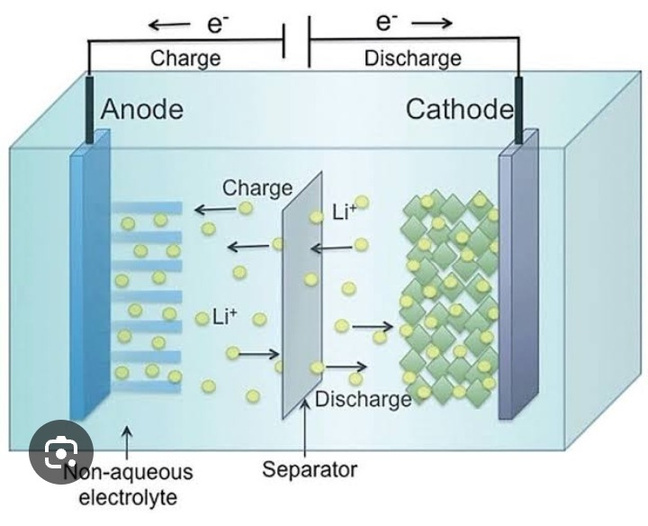 e⁻
e⁻
Charge
Discharge
Anode
Cathode
Charge
Li⁺
Li⁺
Discharge
Non-aqueous
electrolyte
Separator